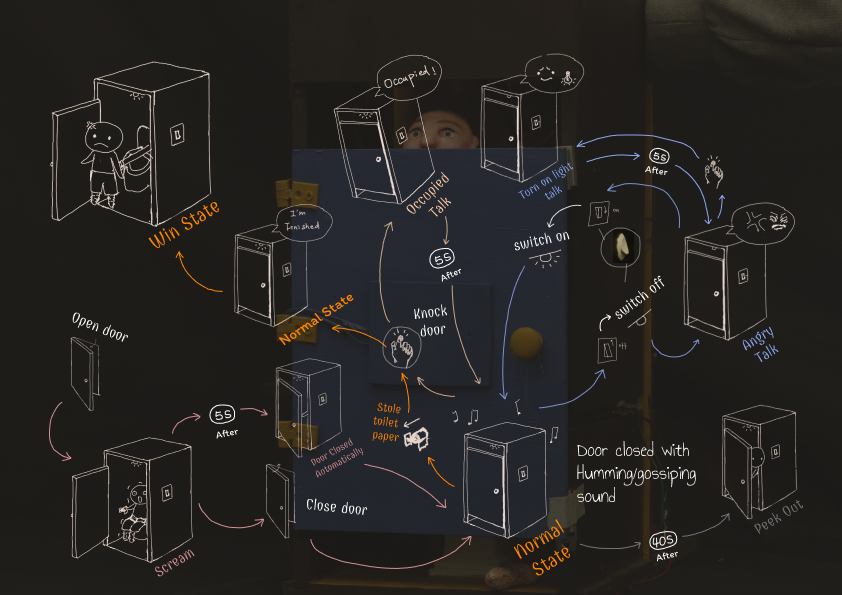 Occupied!
Win State
I'm
Finished
Normal State
Occupied
Talk
5S
After
Turn on light
talk
5S
After
switch on
switch off
Angry
Talk
Open door
Knock
door
Stole
toilet
paper
5S
After
Door Closed
Automatically
Close door
Scream
Normal
State
Door closed with
Humming/gossiping
sound
40S
After
Peek Out